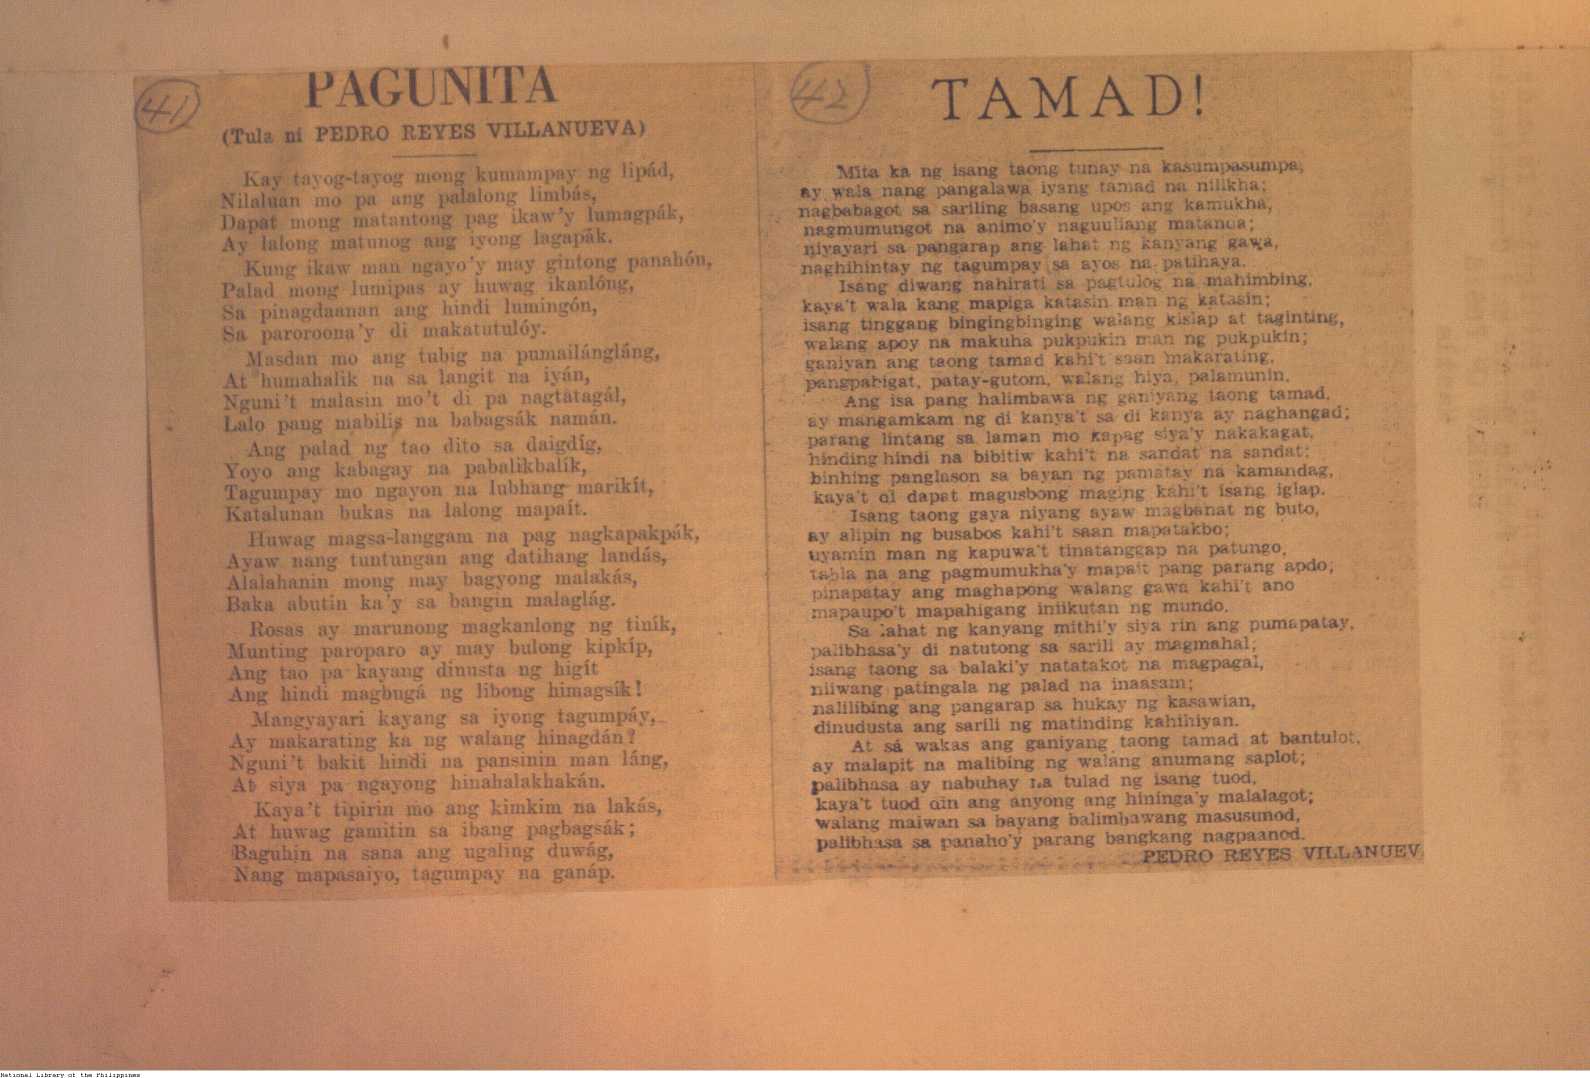 41
PAGUNITA
(Tula ni PEDRO REYES VILLANUEVA)
Kay tayog-tayog mong kumampay ng lipád,
Nilaluan mo pa ang palalong limbás,
Dapat mong matantong pag ikaw'y lumagpák,
Ay lalong matunog ang iyong lagapák.
Kung ikaw man ngayo'y may gintong panahón,
Palad mong lumipas ay huwag ikanlóng,
Sa pinagdaanan ang hindi lumingón,
Sa paroroona'y di makatutulóy.
Masdan mo ang tubig na pumailángláng,
At humahalik na sa langit na iyán,
Nguni't malasin mo't di pa nagtátagál,
Lalo pang mabilis na babagsák namán.
Ang palad ng tao dito sa daigdíg,
Yoyo ang kabagay na pabalikbalík,
Tagumpay mo ngayon na lubhang marikít,
Katalunan bukas na lalong mapaít.
Huwag magsa-langgam na pag nagkapakpák,
Ayaw nang tuntungan ang datihang landás,
Alalahanin mong may bagyong malakás,
Baka abutin ka'y sa bangin malaglág.
Rosas ay marunong magkanlong ng tiník,
Munting paroparo ay may bulong kipkíp,
Ang tao pa kayang dinusta ng higít
Ang hindi magbugá ng libong himagsík!
Mangyayari kayang sa iyong tagumpáy,
Ay makarating ka ng walang hinagdán?
Nguni't bakit hindi na pansinin man láng,
At siya pa ngayong hinahalakhakán.
Kaya't tipirin mo ang kimkim na lakás,
At huwag gamitin sa ibang pagbagsák;
Baguhin na sana ang ugaling duwág,
Nang mapasaiyo, tagumpay na ganáp.
42
TAMAD!
Mita ka ng isang taong tunay na kasumpasumpa,
ay wala nang pangalawa iyang tamad na nilikha;
nagbabagot sa sariling basang upos ang kamukha,
nagmumungot na animo'y naguuliang matanda;
niyayari sa pangarap ang lahat ng kanyang gawa,
naghihintay ng tagumpay sa ayos na patihaya.
Isang diwang nahirati sa pagtulog na mahimbing,
kaya't wala kang mapiga katasin man ng katasin;
isang tinggang bingingbinging walang kislap at taginting,
walang apoy na makuha pukpukin man ng pukpukin;
ganiyan ang taong tamad kahi't saan makarating,
pangpabigat, patay-gutom, walang hiya, palamunin.
Ang isa pang halimbawa ng ganiyang taong tamad,
ay mangamkam ng di kanya't sa di kanya ay naghangad;
parang lintang sa laman mo kapag siya'y nakakagat,
hinding hindi na bibitiw kahi't na sandat na sandat;
binhing panglason sa bayan ng pamatay na kamandag,
kaya't di dapat magusbong maging kahi't isang iglap.
Isang taong gaya niyang ayaw magbanat ng buto,
ay alipin ng busabos kahi't saan mapatakbo;
uyamin man ng kapuwa't tinatanggap na patungo,
tabla na ang pagmumukha'y mapait pang parang apdo;
pinapatay ang maghapong walang gawa kahi't ano
mapaupo't mapahigang iniikutan ng mundo.
Sa lahat ng kanyang mithi'y siya rin ang pumapatay,
palibhasa'y di natutong sa sarili ay magmahal;
isang taong sa balaki'y natatakot na magpagal,
niiwang patingala ng palad na inaasam;
nalilibing ang pangarap sa hukay ng kasawian,
dinudusta ang sarili ng matinding kahihiyan.
At sa wakas ang ganiyang taong tamad at bantulot,
ay malapit na malibing ng walang anumang saplot;
palibhasa ay nabuhay na tulad ng isang tuod,
kaya't tuod din ang anyong ang hininga'y malalagot;
walang maiwan sa bayang balimbawang masusunod,
palibhasa sa panaho'y parang bangkang nagpaanod.
PEDRO REYES VILLANUEV
National Library of the Philippines